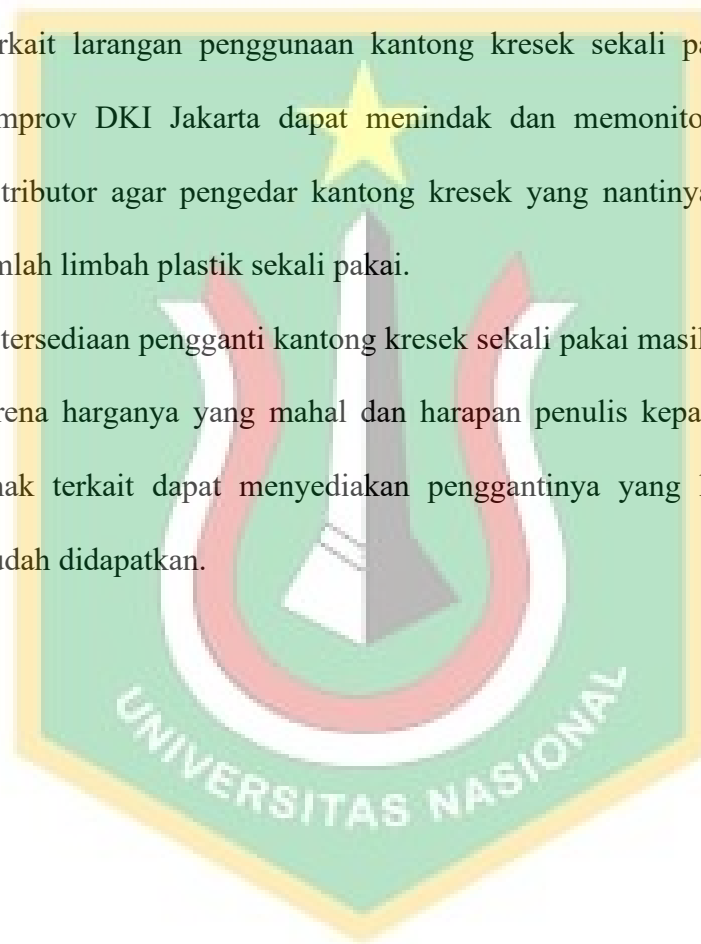 rkait larangan penggunaan kantong kresek sekali pa
mprov DKI Jakarta dapat menindak dan memonito
tributor agar pengedar kantong kresek yang nantinya
mlah limbah plastik sekali pakai.
tersediaan pengganti kantong kresek sekali pakai masih
rena harganya yang mahal dan harapan penulis kepa
ak terkait dapat menyediakan penggantinya yang
udah didapatkan.
UNIVERSITAS NASIONAL